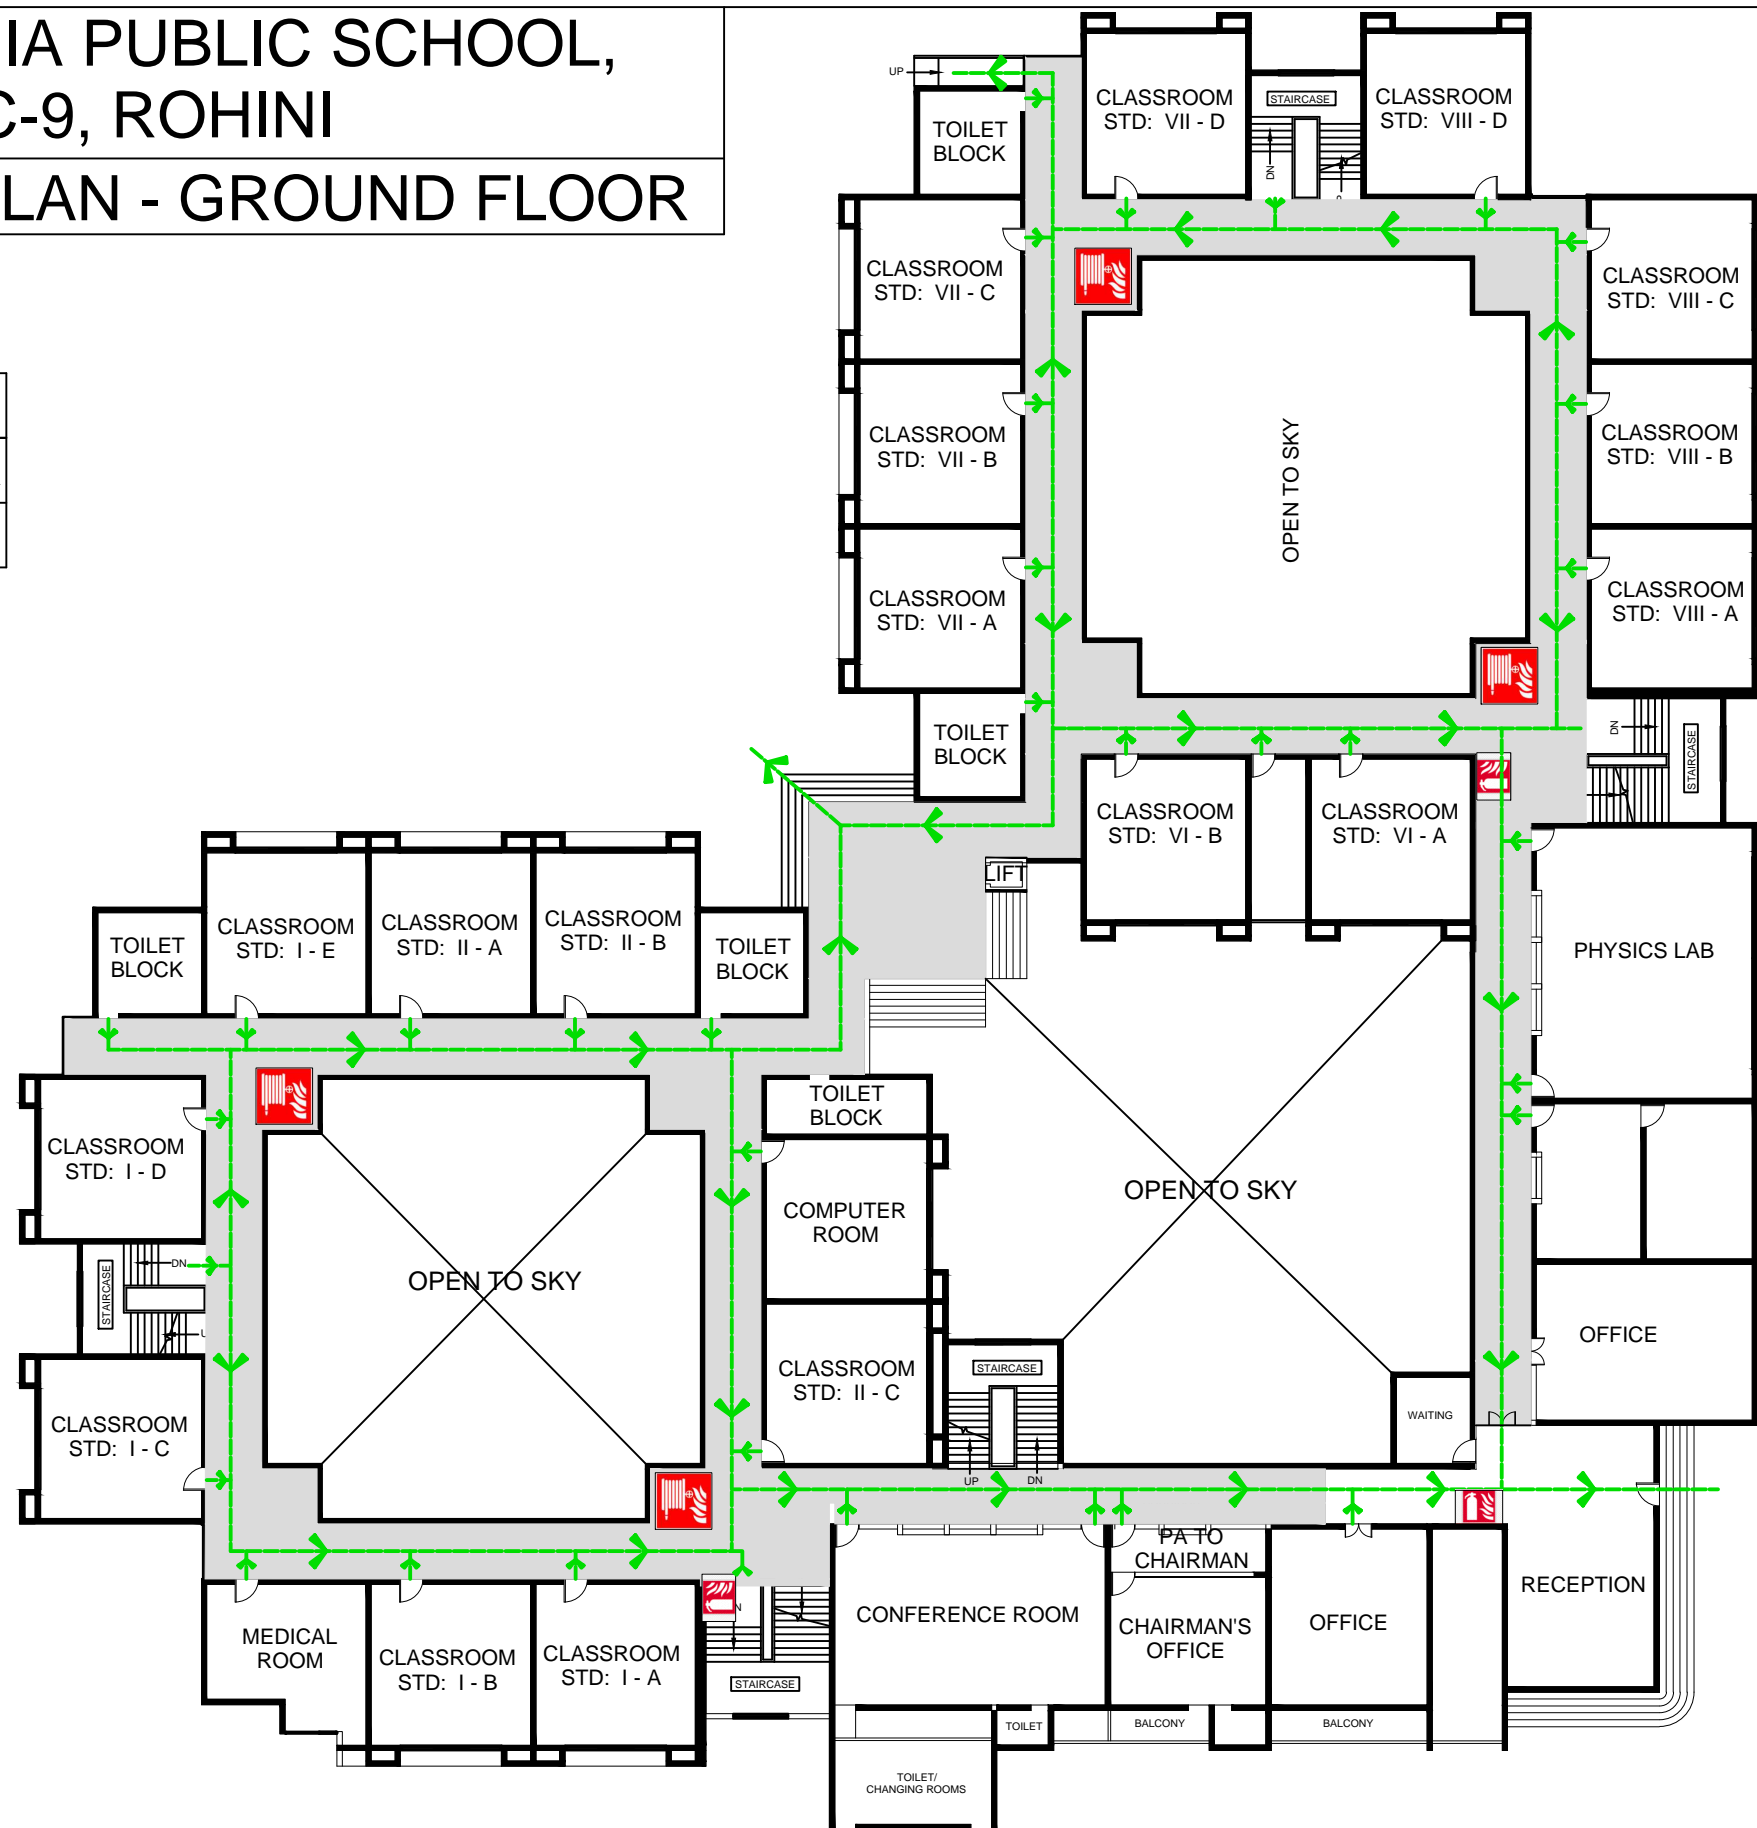 IA PUBLIC SCHOOL,
C-9, ROHINI
LAN - GROUND FLOOR
UP
TOILET
BLOCK
CLASSROOM
STD: VII - D
STAIRCASE
DN
CLASSROOM
STD: VIII - D
CLASSROOM
STD: VII - C
CLASSROOM
STD: VIII - C
CLASSROOM
STD: VII - B
OPEN TO SKY
CLASSROOM
STD: VIII - B
CLASSROOM
STD: VII - A
CLASSROOM
STD: VIII - A
TOILET
BLOCK
DN
STAIRCASE
CLASSROOM
STD: VI - B
CLASSROOM
STD: VI - A
LIFT
TOILET
BLOCK
CLASSROOM
STD: I - E
CLASSROOM
STD: II - A
CLASSROOM
STD: II - B
TOILET
BLOCK
PHYSICS LAB
TOILET
BLOCK
CLASSROOM
STD: I - D
COMPUTER
ROOM
OPEN TO SKY
OPEN TO SKY
DN
STAIRCASE
OFFICE
CLASSROOM
STD: II - C
STAIRCASE
UP
DN
WAITING
CLASSROOM
STD: I - C
PA TO
CHAIRMAN
RECEPTION
CONFERENCE ROOM
CHAIRMAN'S
OFFICE
OFFICE
MEDICAL
ROOM
CLASSROOM
STD: I - B
CLASSROOM
STD: I - A
STAIRCASE
TOILET
BALCONY
BALCONY
TOILET/
CHANGING ROOMS